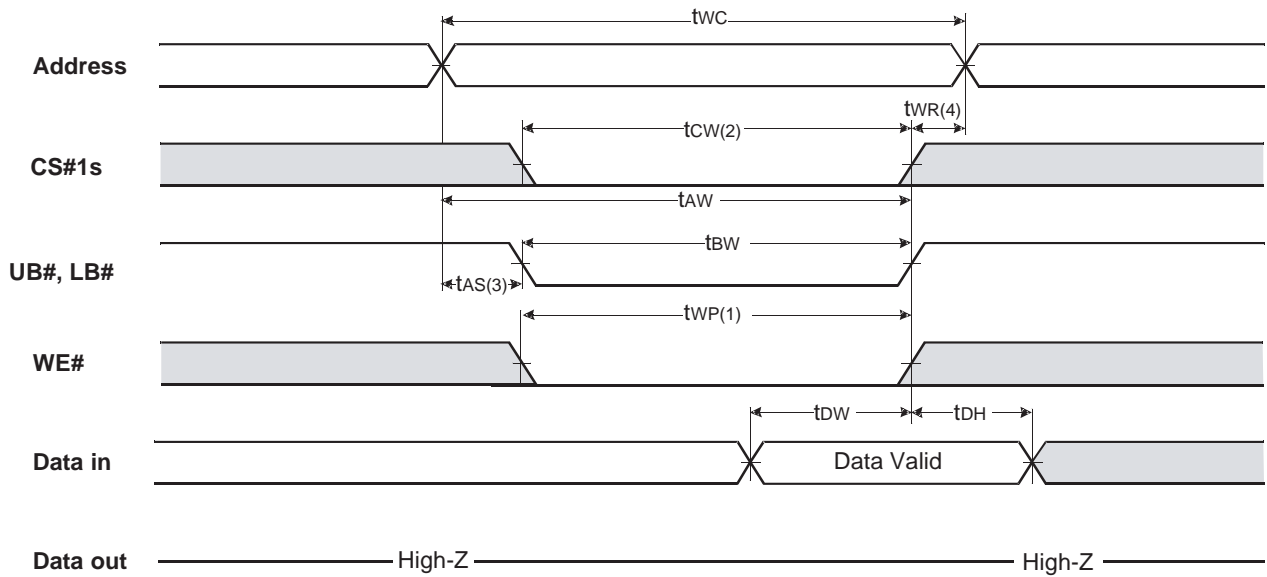 tWC
Address
tWR(4)
tCW(2)
CS#1s
tAW
tBW
UB#, LB#
tAS(3)
tWP(1)
WE#
tDW
tDH
Data in
Data Valid
Data out
High-Z
High-Z